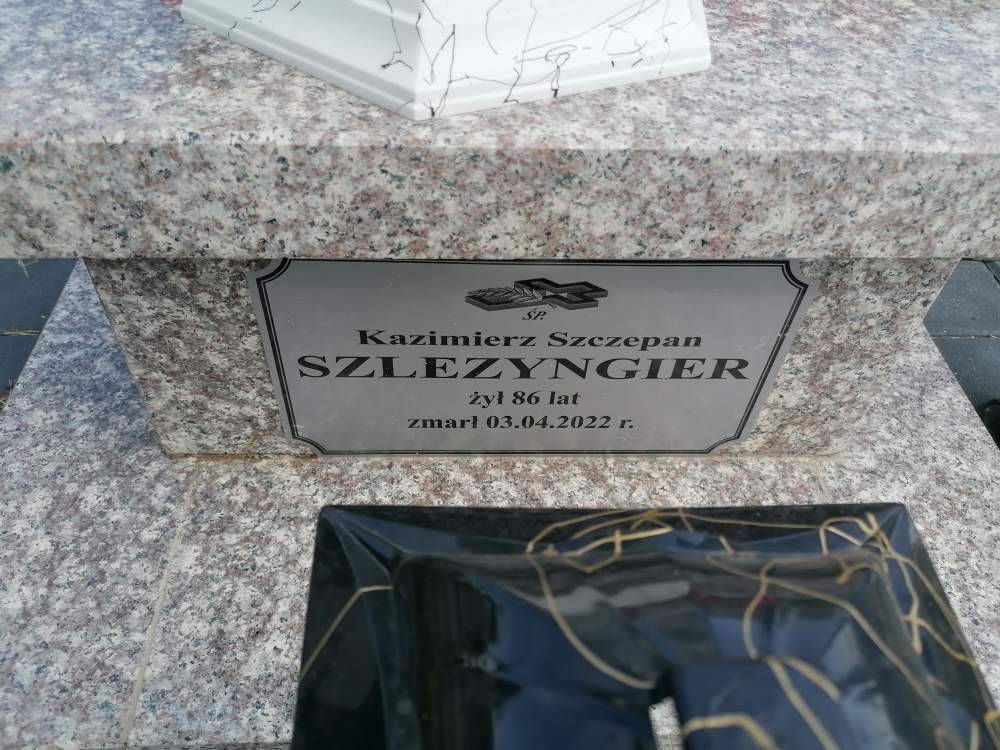 ŚP.
Kazimierz Szczepan
SZLEZYNGIER
żył 86 lat
zmarł 03.04.2022 r.